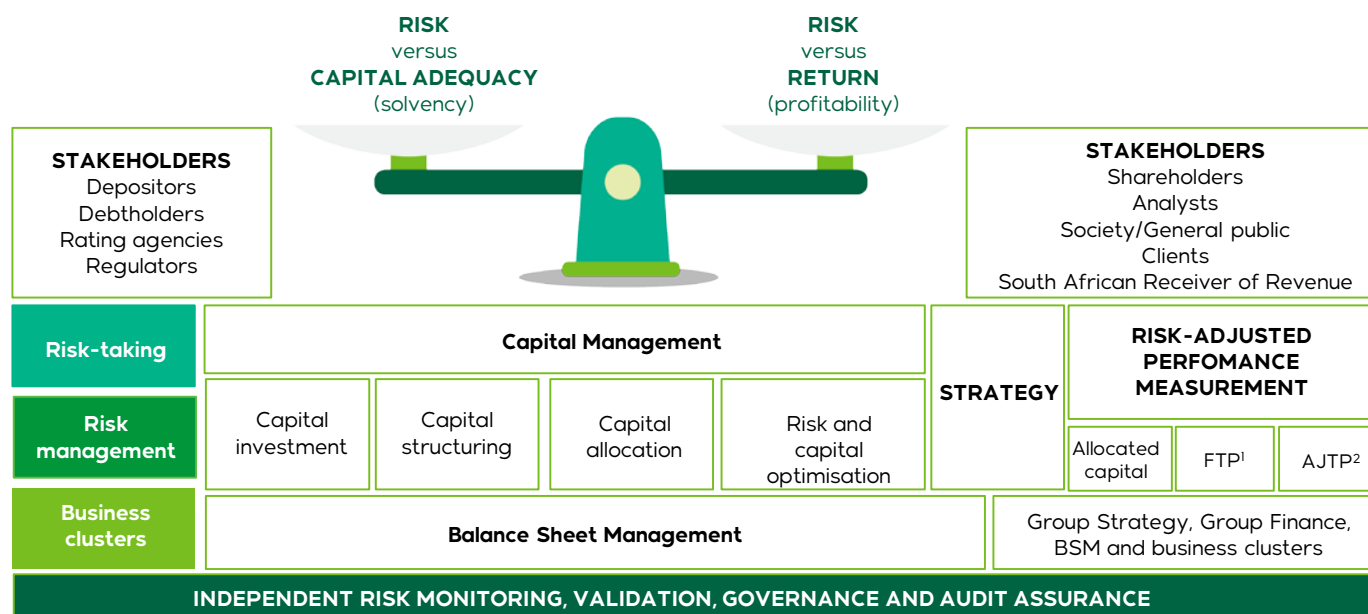 RISK
versus
CAPITAL ADEQUACY
(solvency)
RISK
versus
RETURN
(profitability)
STAKEHOLDERS
Depositors
Debtholders
Rating agencies
Regulators
STAKEHOLDERS
Shareholders
Analysts
Society/General public
Clients
South African Receiver of Revenue
Risk-taking
Capital Management
STRATEGY
RISK-ADJUSTED
PERFOMANCE
MEASUREMENT
Risk
management
Capital
investment
Capital
structuring
Capital
allocation
Risk and
capital
optimisation
Allocated
capital
FTP¹
AJTP²
Business
clusters
Balance Sheet Management
Group Strategy, Group Finance,
BSM and business clusters
INDEPENDENT RISK MONITORING, VALIDATION, GOVERNANCE AND AUDIT ASSURANCE